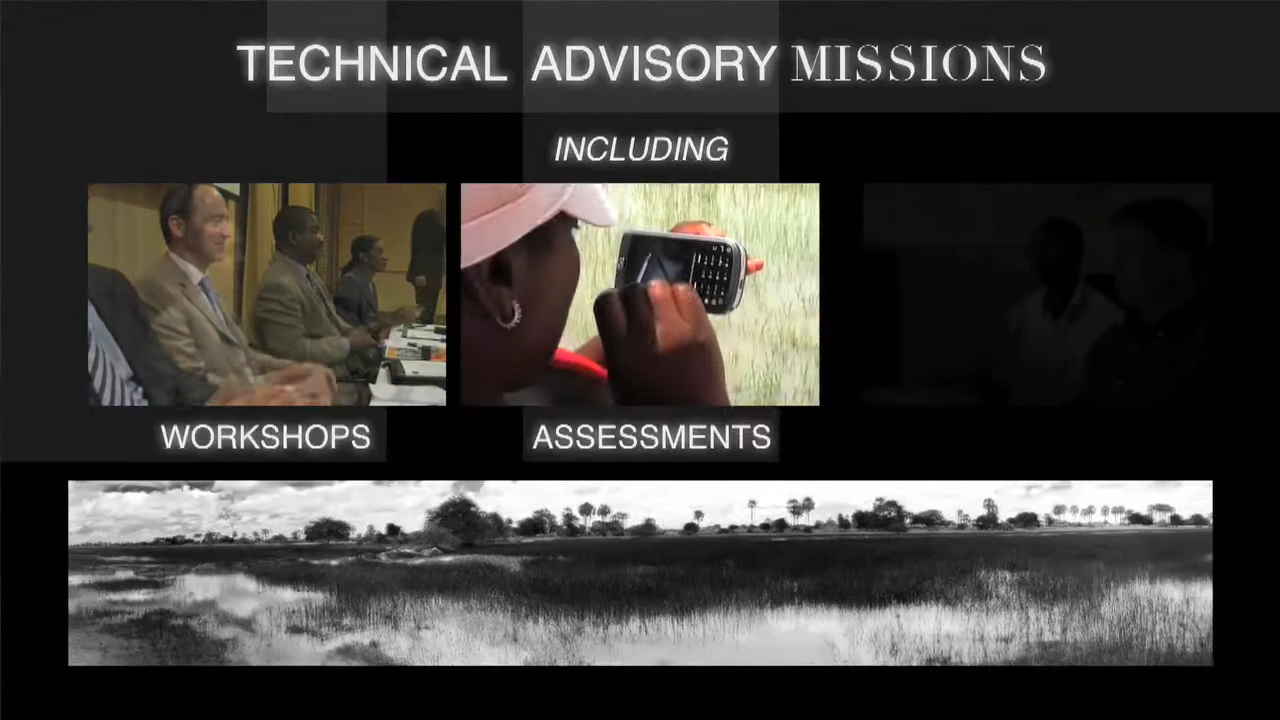 TECHNICAL ADVISORY MISSIONS
INCLUDING
WORKSHOPS
ASSESSMENTS